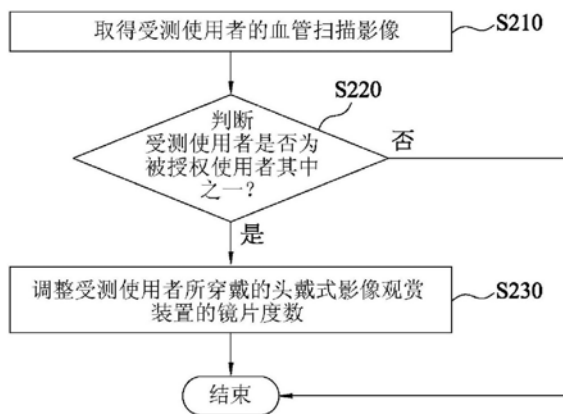 取得受测使用者的血管扫描影像
S210
S220
判断
受测使用者是否为
被授权使用者其中
之一?
否
是
调整受测使用者所穿戴的头戴式影像观赏
装置的镜片度数
S230
结束